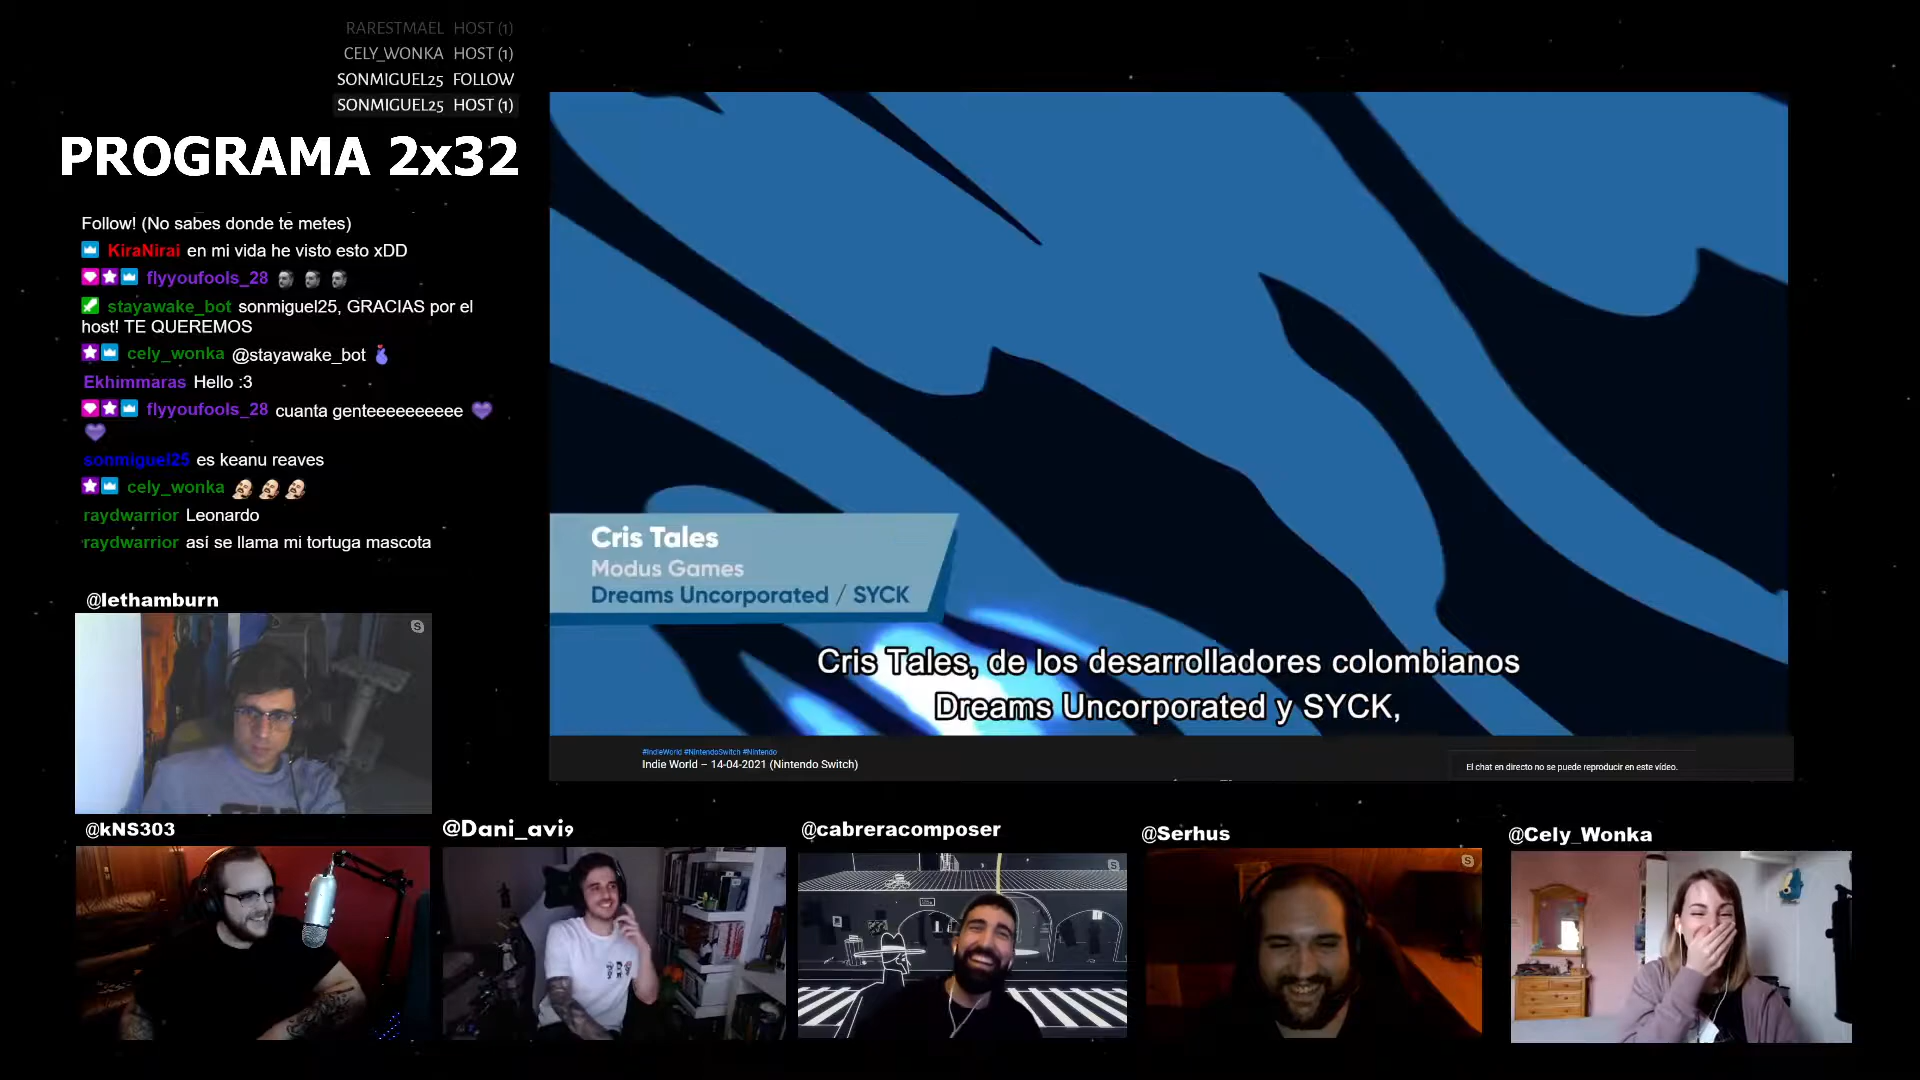 RARESTMAEL HOST (1)
CELY_WONKA HOST (1)
SONMIGUEL25 FOLLOW
SONMIGUEL25 HOST (1)
PROGRAMA 2x32
Follow! (No sabes donde te metes)
KiraNirai en mi vida he visto esto xDD
flyyoufools_28
stayawake_bot sonmiguel25, GRACIAS por el
host! TE QUEREMOS
cely_wonka @stayawake_bot
Ekhimmaras Hello :3
flyyoufools_28 cuanta genteeeeeeeeee
sonmiguel25 es keanu reaves
cely_wonka
raydwarrior Leonardo
raydwarrior así se llama mi tortuga mascota
Cris Tales
Modus Games
Dreams Uncorporated / SYCK
Cris Tales, de los desarrolladores colombianos
Dreams Uncorporated y SYCK,
#IndieWorld #NintendoSwitch #Nintendo
Indie World – 14-04-2021 (Nintendo Switch)
El chat en directo no se puede reproducir en este vídeo.
@lethamburn
@kNS303
@Dani_avi9
@cabreracomposer
@Serhus
@Cely_Wonka